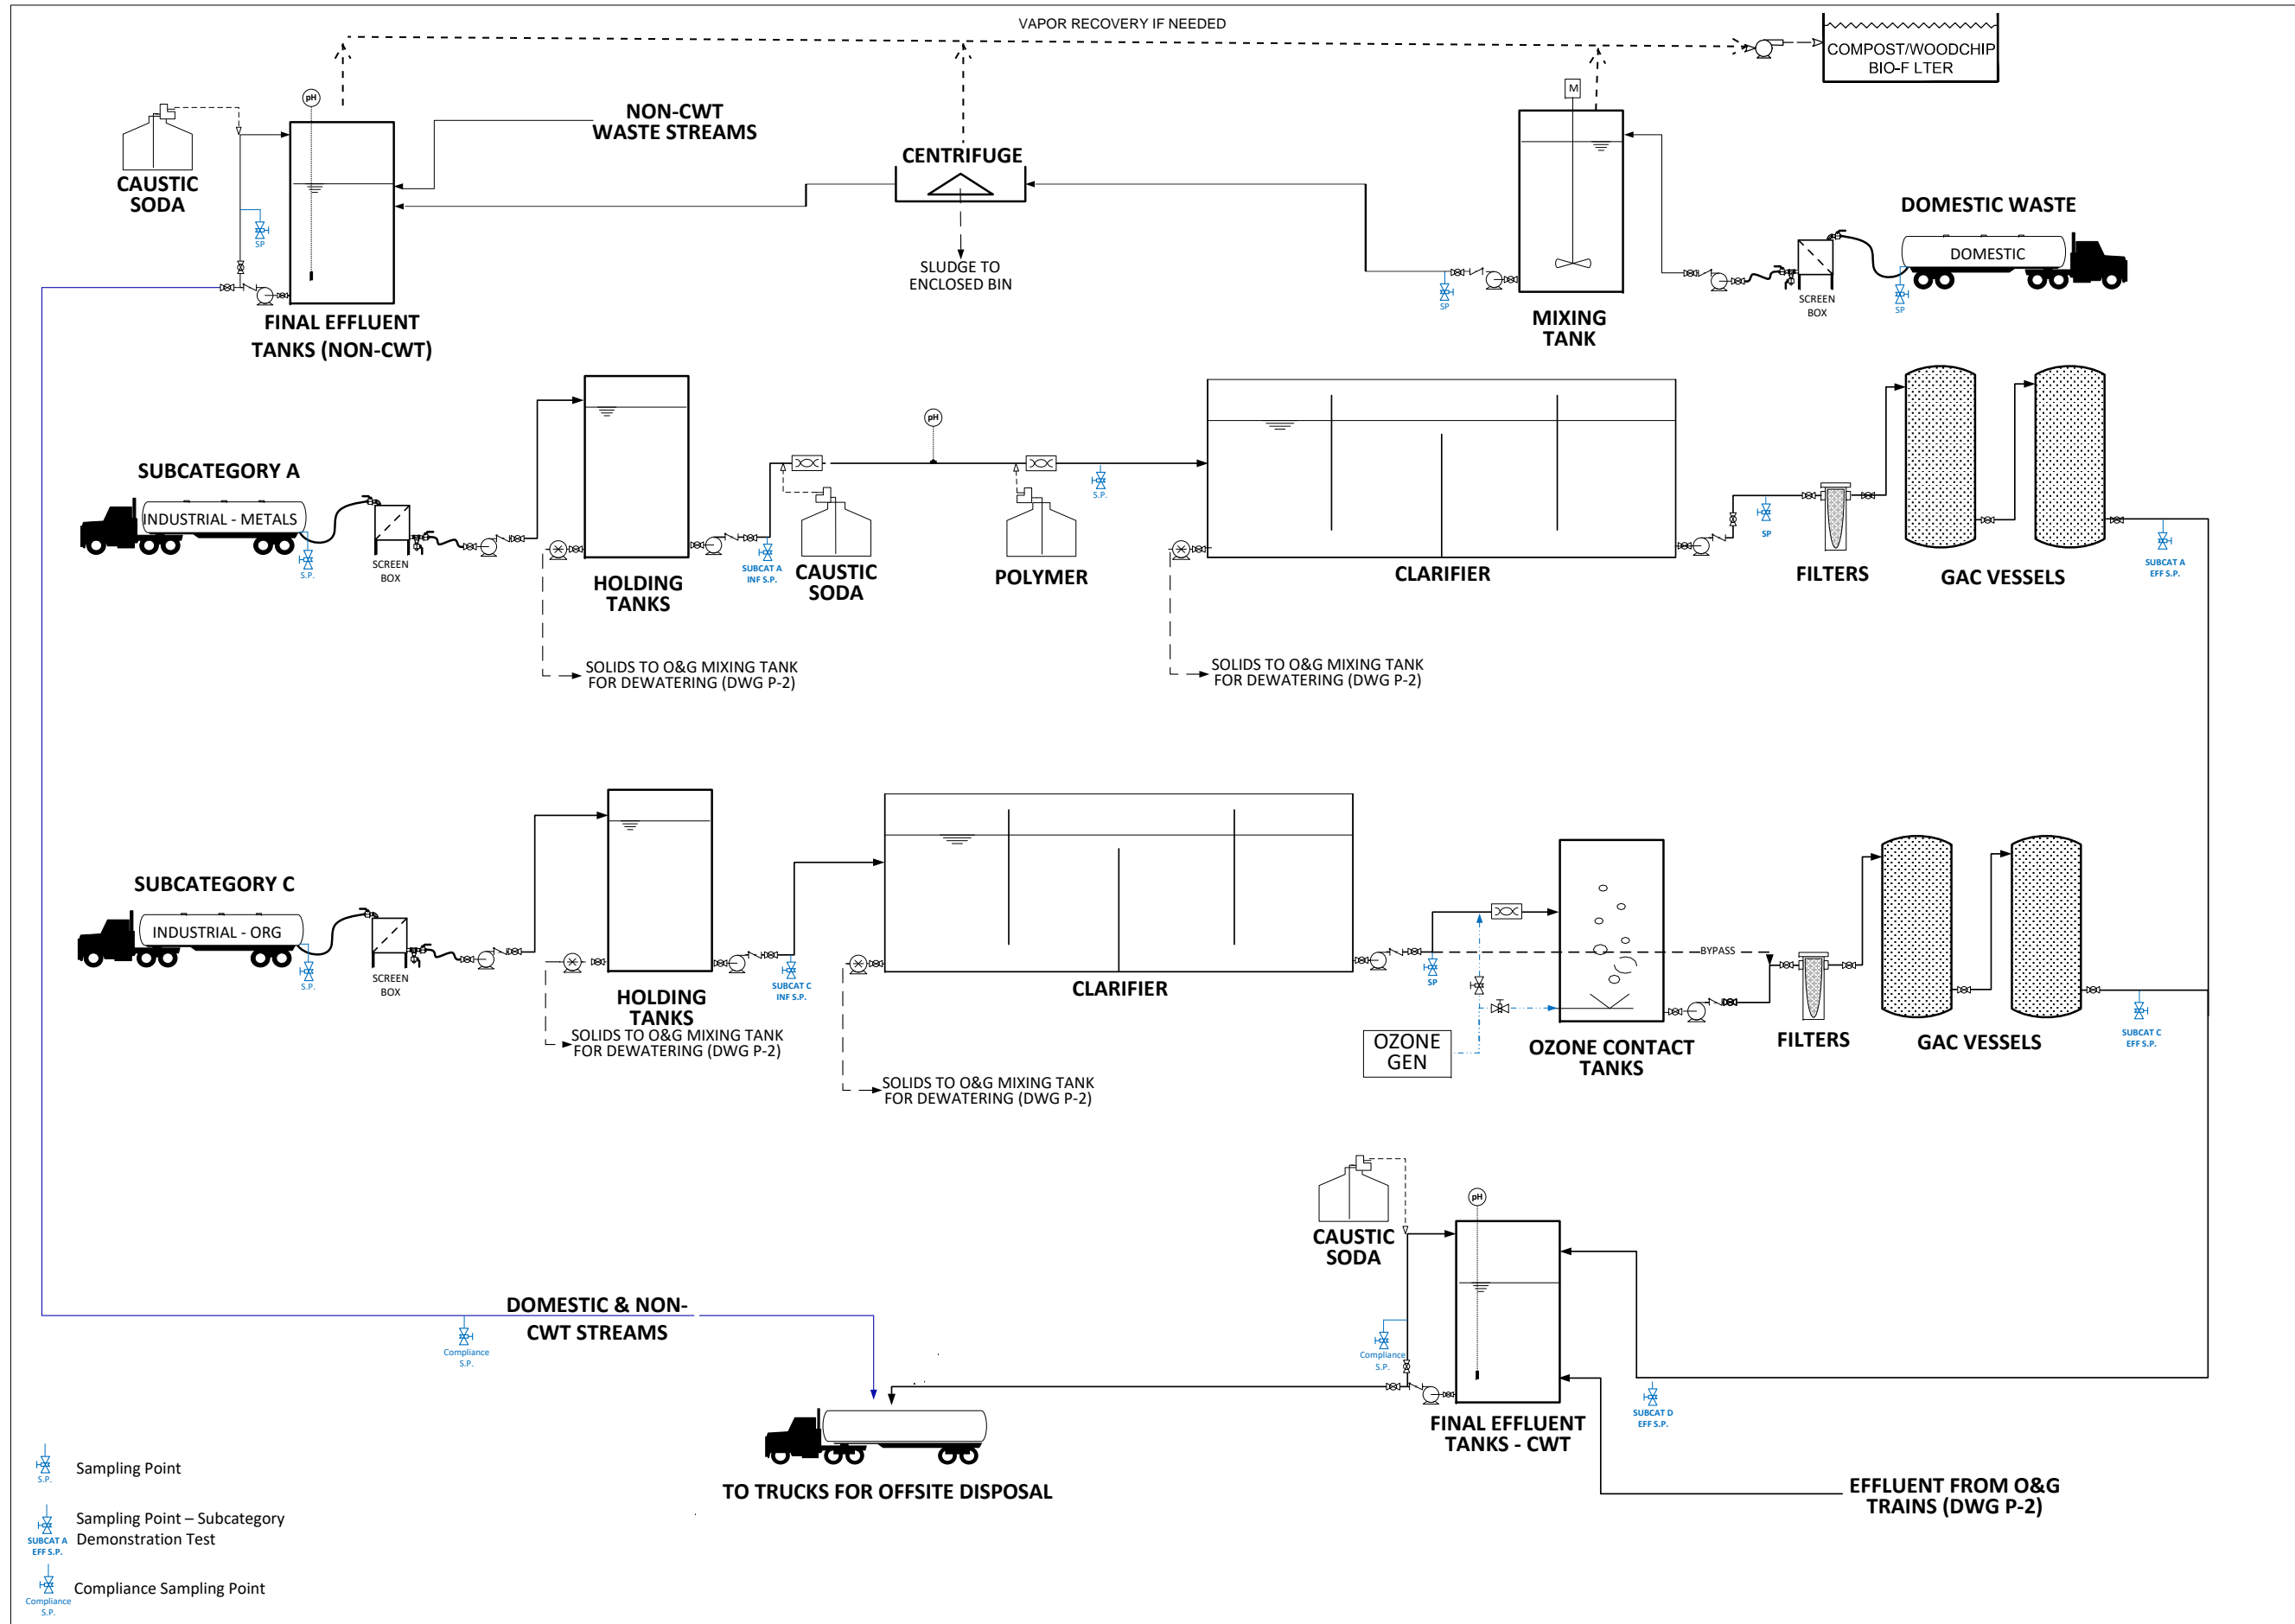 VAPOR RECOVERY IF NEEDED
COMPOST/WOODCHIP
BIO-F LTER
pH
M
NON-CWT
WASTE STREAMS
CENTRIFUGE
CAUSTIC
SODA
SP
SLUDGE TO
ENCLOSED BIN
SP
DOMESTIC WASTE
DOMESTIC
SCREEN
BOX
SP
FINAL EFFLUENT
TANKS (NON-CWT)
MIXING
TANK
SUBCATEGORY A
INDUSTRIAL - METALS
S.P.
SCREEN
BOX
HOLDING
TANKS
SUBCAT A
INF S.P.
CAUSTIC
SODA
pH
POLYMER
S.P.
CLARIFIER
SP
FILTERS
GAC VESSELS
SUBCAT A
EFF S.P.
SOLIDS TO O&G MIXING TANK
FOR DEWATERING (DWG P-2)
SOLIDS TO O&G MIXING TANK
FOR DEWATERING (DWG P-2)
SUBCATEGORY C
INDUSTRIAL - ORG
S.P.
SCREEN
BOX
HOLDING
TANKS
SUBCAT C
INF S.P.
SOLIDS TO O&G MIXING TANK
FOR DEWATERING (DWG P-2)
CLARIFIER
SOLIDS TO O&G MIXING TANK
FOR DEWATERING (DWG P-2)
SP
BYPASS
OZONE
GEN
OZONE CONTACT
TANKS
FILTERS
GAC VESSELS
SUBCAT C
EFF S.P.
CAUSTIC
SODA
pH
DOMESTIC & NON-
CWT STREAMS
Compliance
S.P.
Compliance
S.P.
SUBCAT D
EFF S.P.
FINAL EFFLUENT
TANKS - CWT
TO TRUCKS FOR OFFSITE DISPOSAL
EFFLUENT FROM O&G
TRAINS (DWG P-2)
S.P.
Sampling Point
SUBCAT A
EFF S.P.
Sampling Point – Subcategory
Demonstration Test
Compliance
S.P.
Compliance Sampling Point